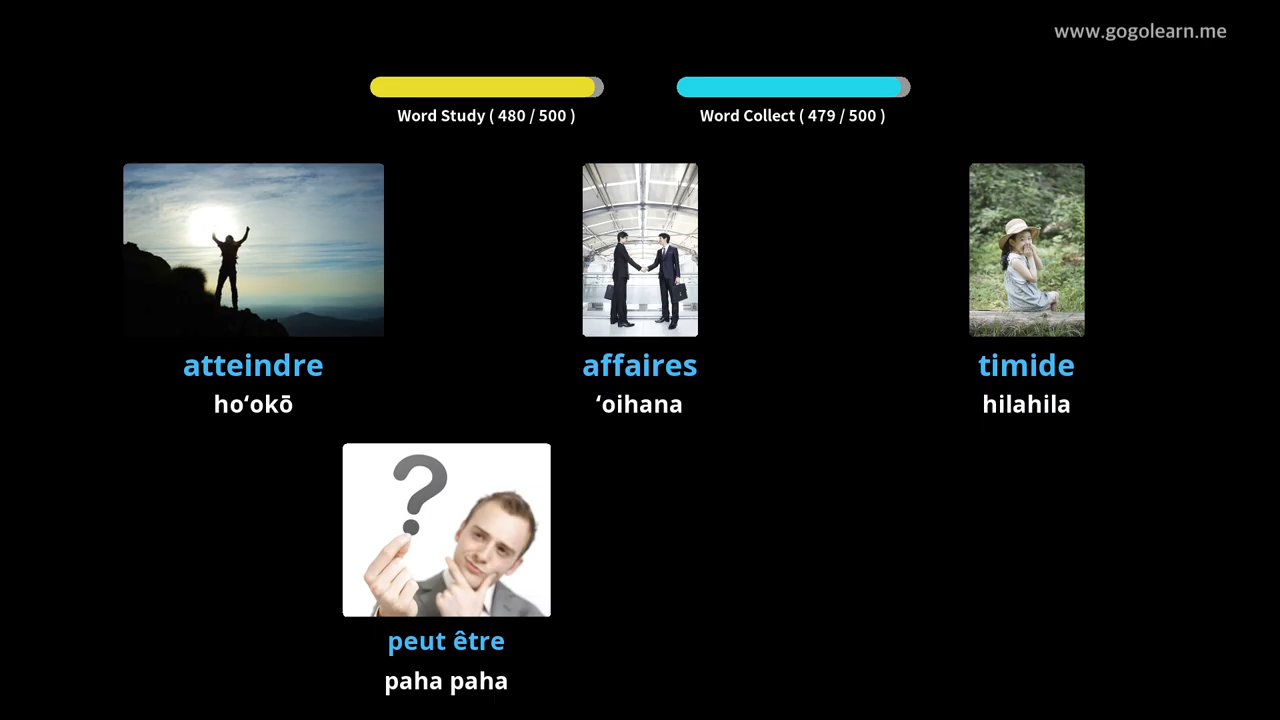 www.gogolearn.me
Word Study ( 480 / 500 )
Word Collect ( 479 / 500 )
atteindre
hoʻokō
affaires
ʻoihana
timide
hilahila
?
peut être
paha paha